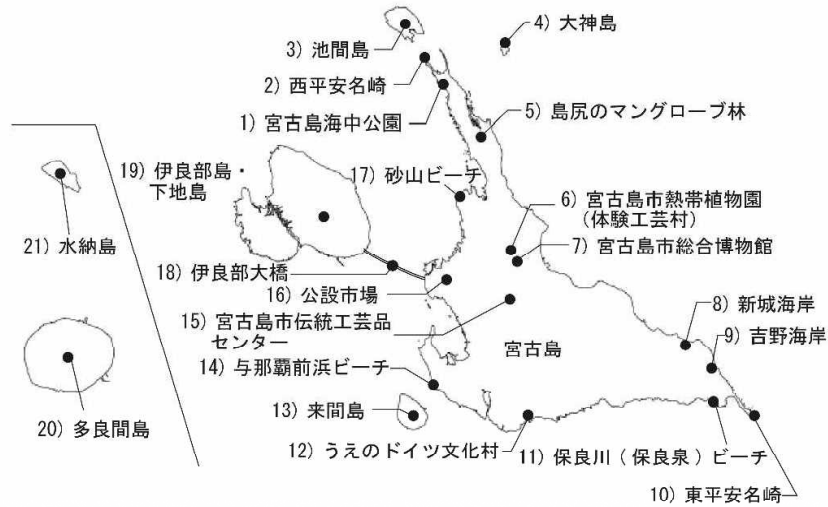 4) 大神島
3) 池間島
2) 西平安名崎
1) 宮古島海中公園
5) 島尻のマングローブ林
19) 伊良部島・
下地島
17) 砂山ビーチ
6) 宮古島市熱帯植物園
(体験工芸村)
7) 宮古島市総合博物館
21) 水納島
18) 伊良部大橋
16) 公設市場
8) 新城海岸
15) 宮古島市伝統工芸品
センター
宮古島
9) 吉野海岸
14) 与那覇前浜ビーチ
13) 来間島
20) 多良間島
12) うえのドイツ文化村
11) 保良川(保良泉)ビーチ
10) 東平安名崎